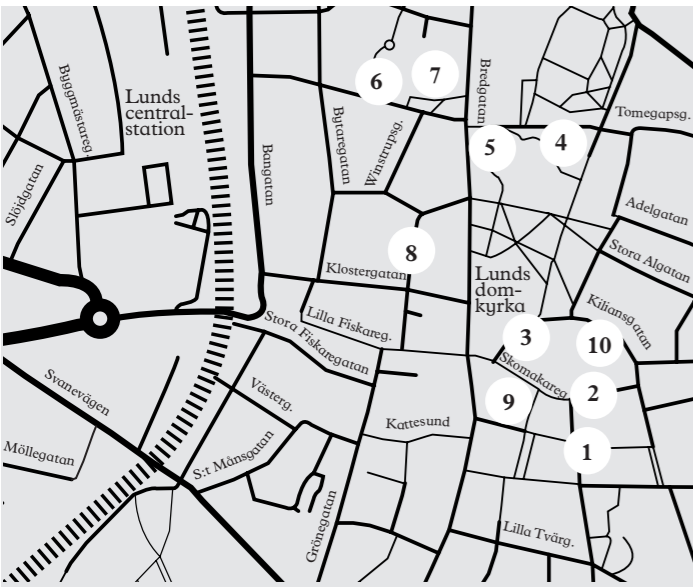 6
7
Bredgatan
Byggmästareg.
Lunds
central-
station
Bytaregatan
Winstrupsg.
Tomegapsg.
5
4
Slöjdgatan
Bangatan
Adelgatan
8
Klostergatan
Stora Algatan
Lunds
dom-
kyrka
Kiliansgatan
Lilla Fiskareg.
Stora Fiskaregatan
3
10
Skomakareg.
Svanevägen
Västerg.
9
2
Kattesund
Möllegatan
S:t Månsgatan
1
Grönegatan
Lilla Tvärg.